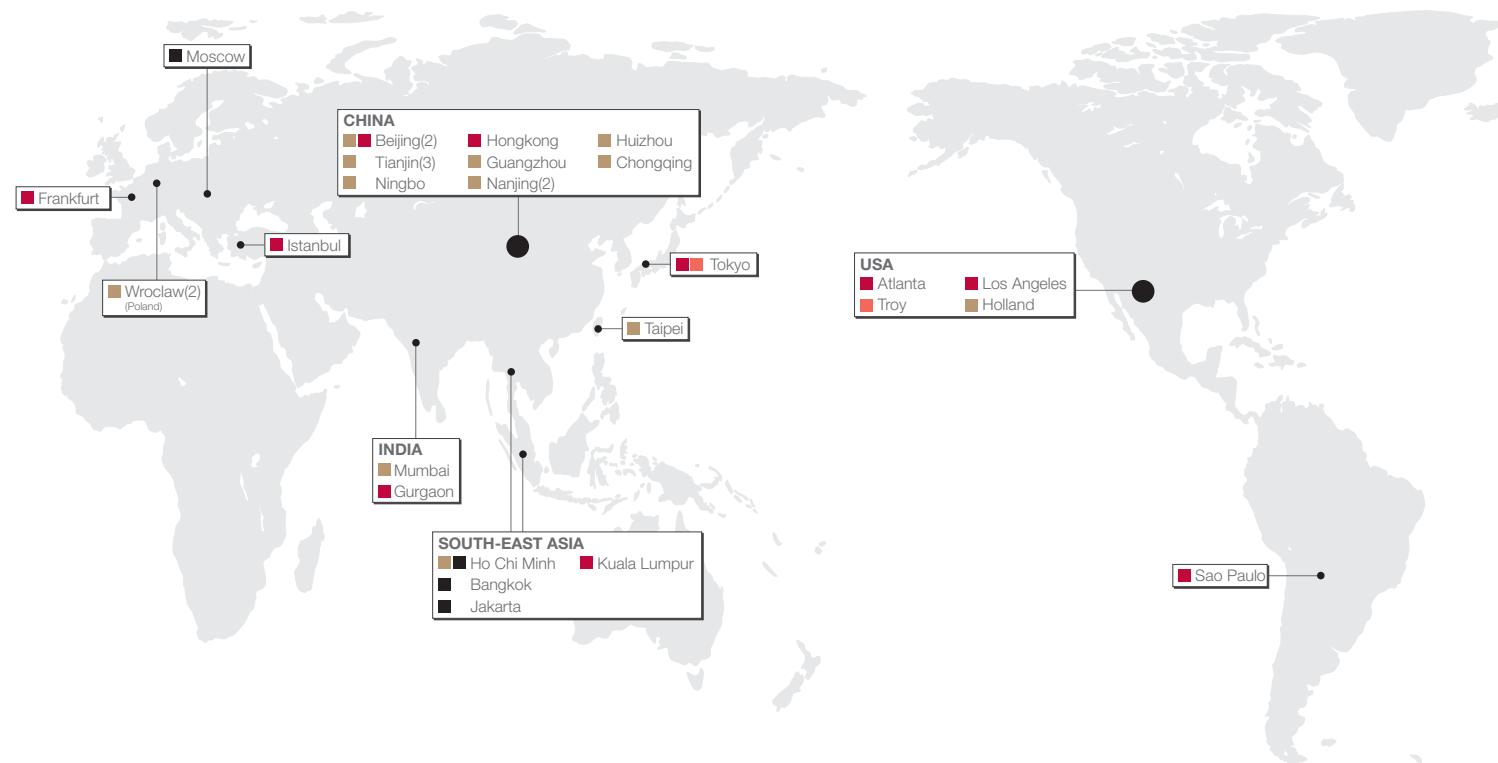 Moscow
CHINA
Beijing(2) Hongkong Huizhou
Tianjin(3) Guangzhou Chongqing
Ningbo Nanjing(2)
Frankfurt
Istanbul
Wroclaw(2)
(Poland)
Tokyo
Taipei
USA
Atlanta Los Angeles
Troy Holland
INDIA
Mumbai
Gurgaon
SOUTH-EAST ASIA
Ho Chi Minh Kuala Lumpur
Bangkok
Jakarta
Sao Paulo